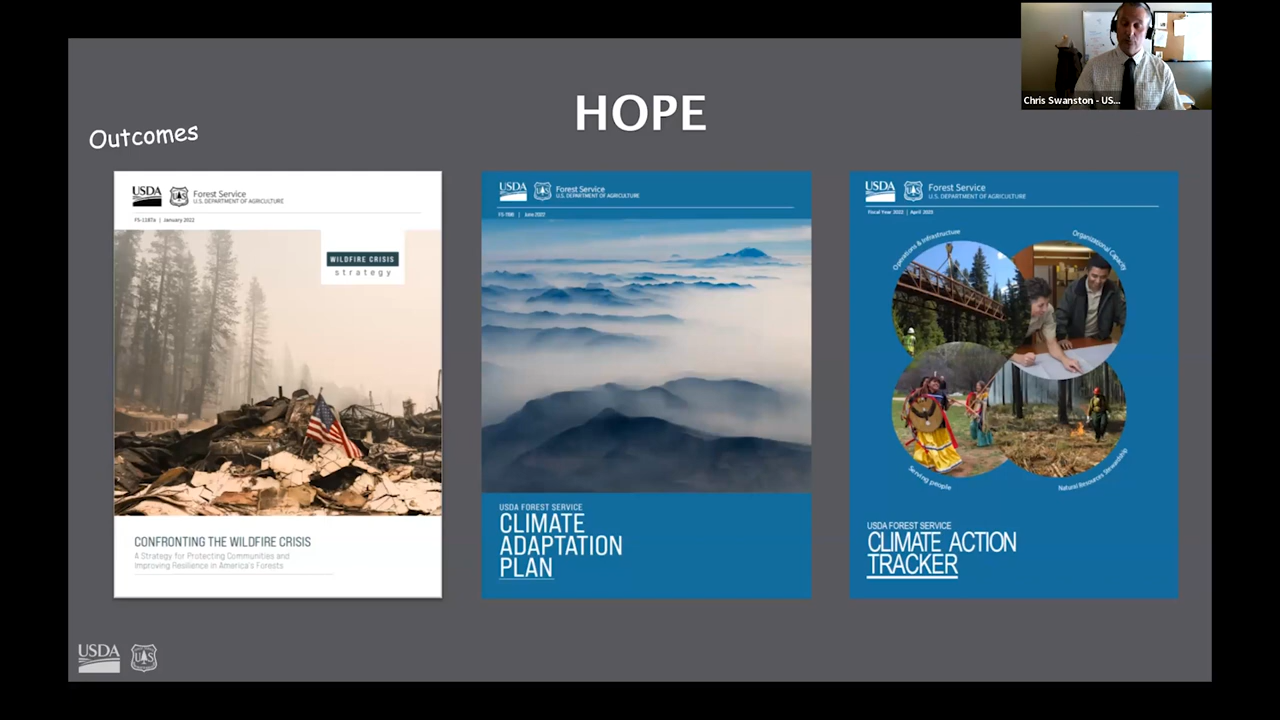 Chris Swanston - US...
HOPE
Outcomes
USDA
Forest Service
U.S. DEPARTMENT OF AGRICULTURE
FS-1187a | January 2022
WILDFIRE CRISIS
strategy
CONFRONTING THE WILDFIRE CRISIS
A Strategy for Protecting Communities and
Improving Resilience in America's Forests
USDA
Forest Service
U.S. DEPARTMENT OF AGRICULTURE
June 2022
USDA FOREST SERVICE
CLIMATE
ADAPTATION
PLAN
USDA
Forest Service
U.S. DEPARTMENT OF AGRICULTURE
Fiscal Year 2022 | April 2023
Operations & Infrastructure
Organizational Capacity
Serving people
Natural Resources Stewardship
USDA FOREST SERVICE
CLIMATE ACTION
TRACKER
USDA
U S